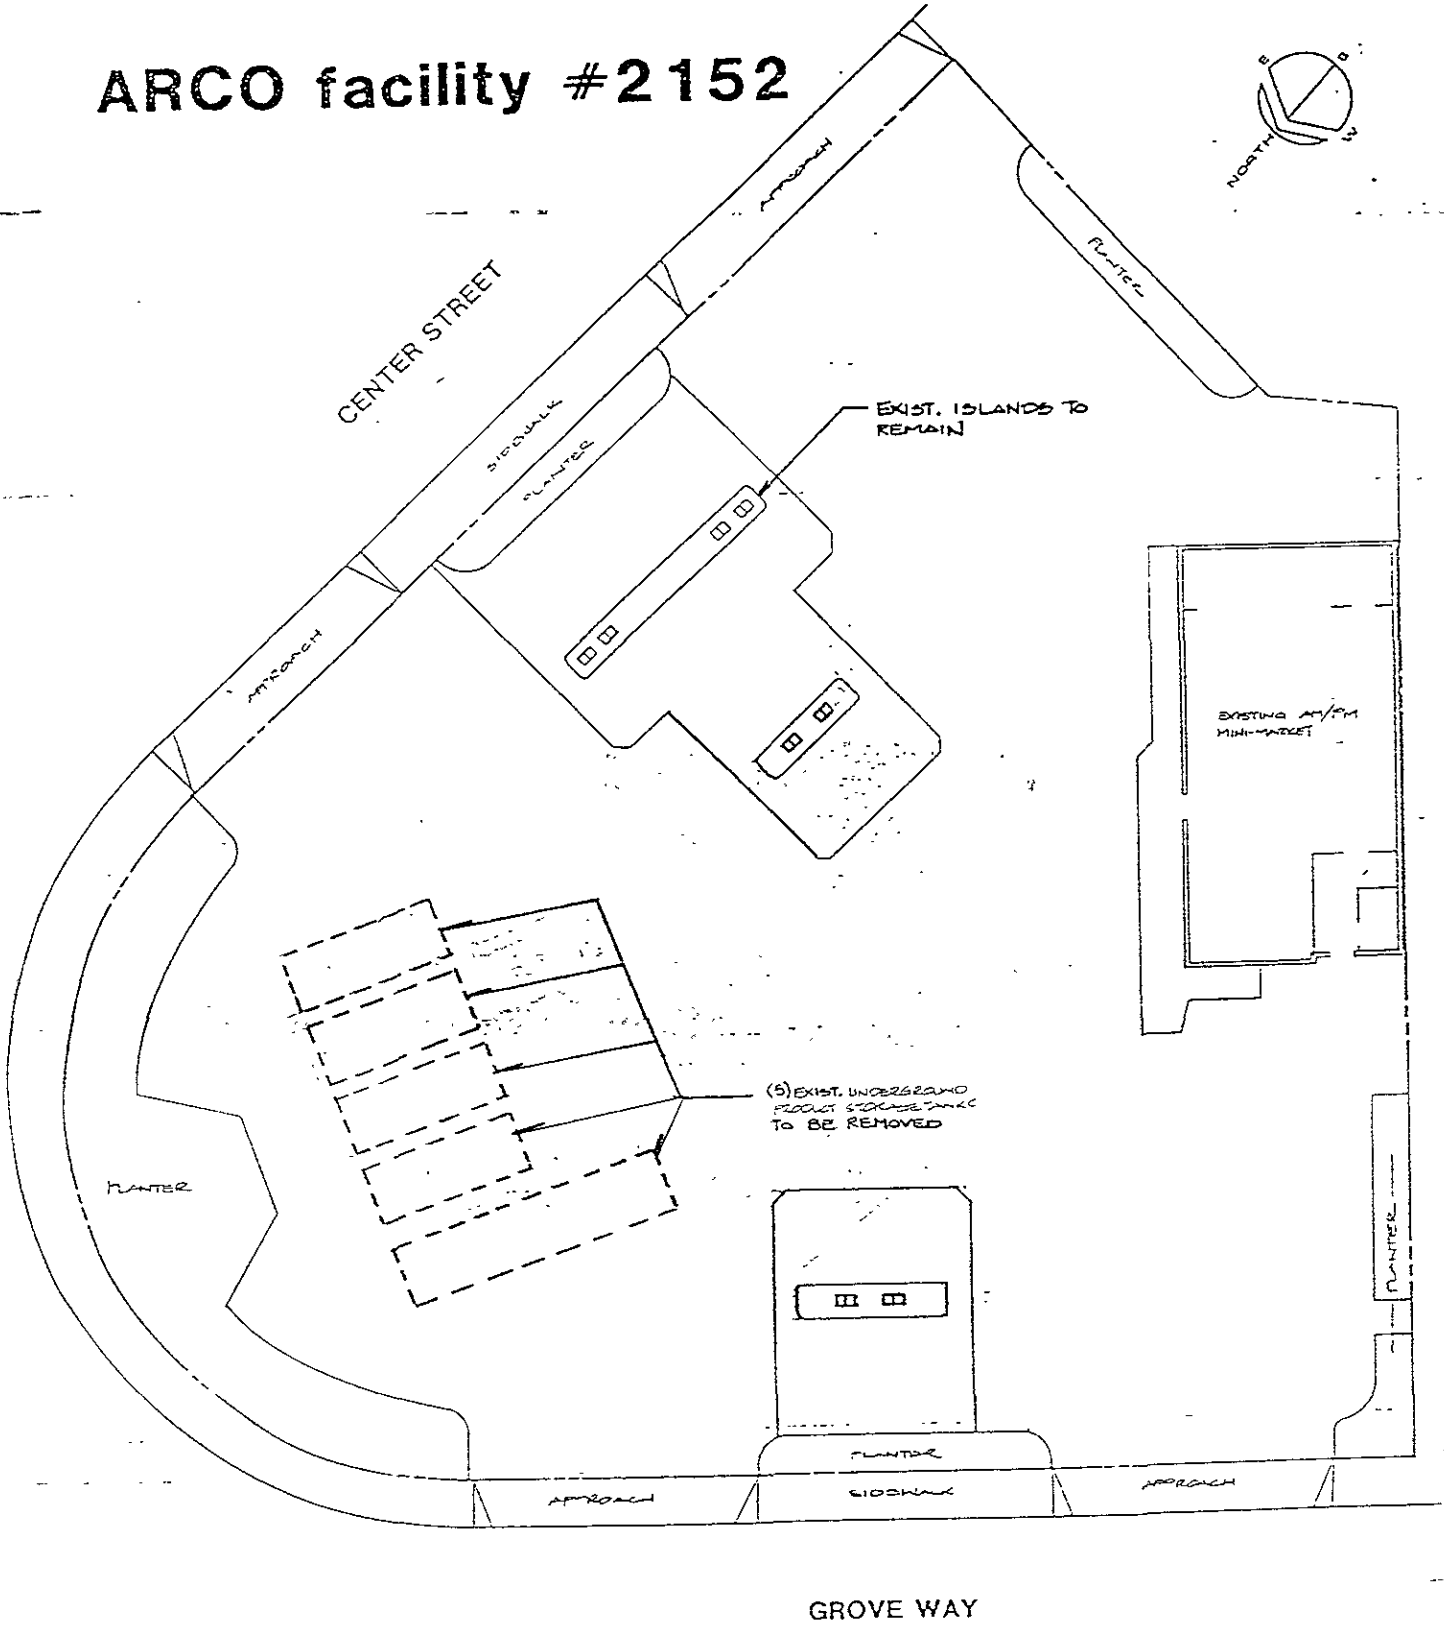 ARCO facility #2152
E
S
W
NORTH
APPROACH
PLANTER
CENTER STREET
SIDEWALK
PLANTER
EXIST. ISLANDS TO
REMAIN
APPROACH
EXISTING AM/PM
MINI-MARKET
(5) EXIST. UNDERGROUND
PRODUCT STORAGE TANKS
TO BE REMOVED
PLANTER
PLANTER
PLANTER
APPROACH
SIDEWALK
APPROACH
GROVE WAY